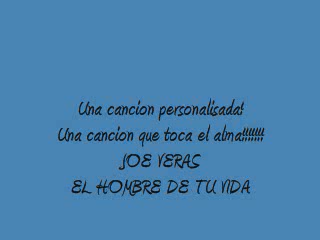 Una cancion personalisada!
Una cancion que toca el alma!!!!!!!
JOE VERAS
EL HOMBRE DE TU VIDA